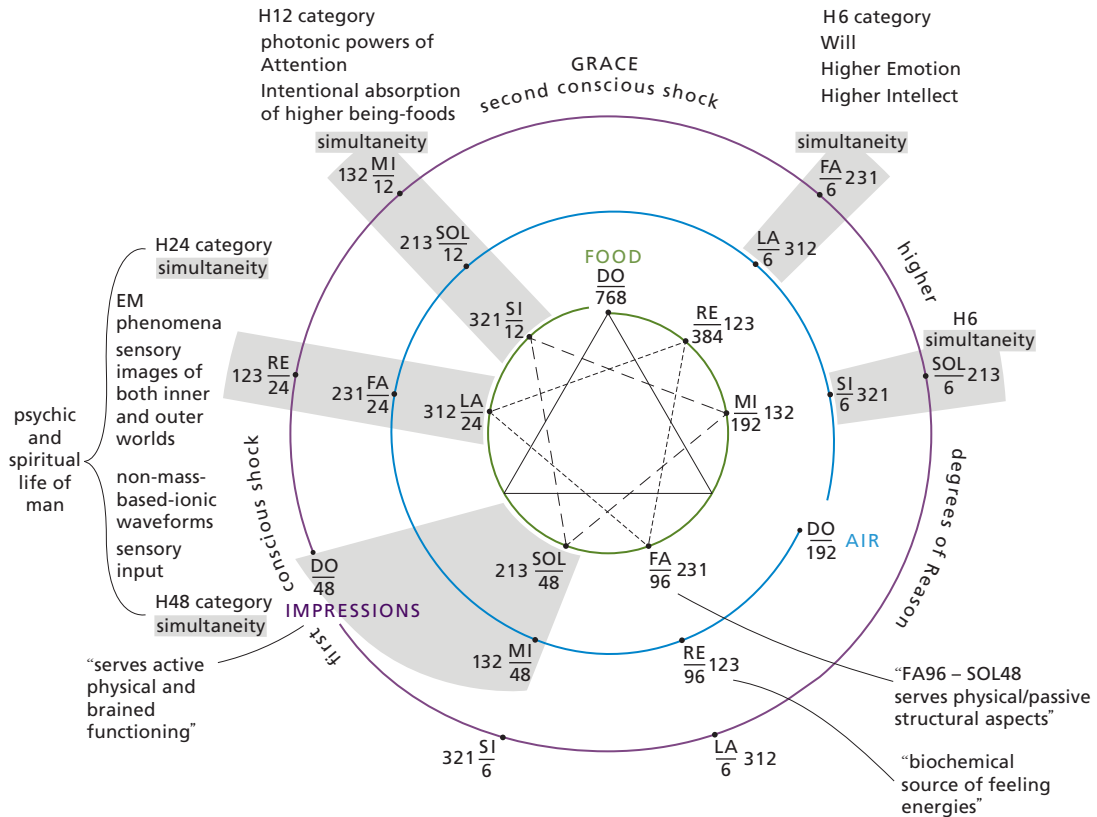 H12 category
photonic powers of
Attention
Intentional absorption
of higher being-foods
simultaneity
GRACE
second conscious shock
H6 category
Will
Higher Emotion
Higher Intellect
simultaneity
132 MI
12
FA 231
6
213 SOL
12
LA 312
6
H24 category
simultaneity
FOOD
DO
768
higher
EM
phenomena
sensory
images of
both inner
and outer
worlds
321 SI
12
RE 123
384
H6
simultaneity
123 RE
24
231 FA
24
312 LA
24
MI 132
192
SI 321
6
SOL 213
6
psychic
and
spiritual
life of
man
non-mass-
based-ionic
waveforms
sensory
input
first conscious shock
degrees of Reason
DO
192
AIR
213 SOL
48
FA 231
96
DO
48
H48 category
simultaneity
IMPRESSIONS
132 MI
48
RE 123
96
“serves active
physical and
brained
functioning”
“FA96 – SOL48
serves physical/passive
structural aspects”
321 SI
6
LA 312
6
“biochemical
source of feeling
energies”